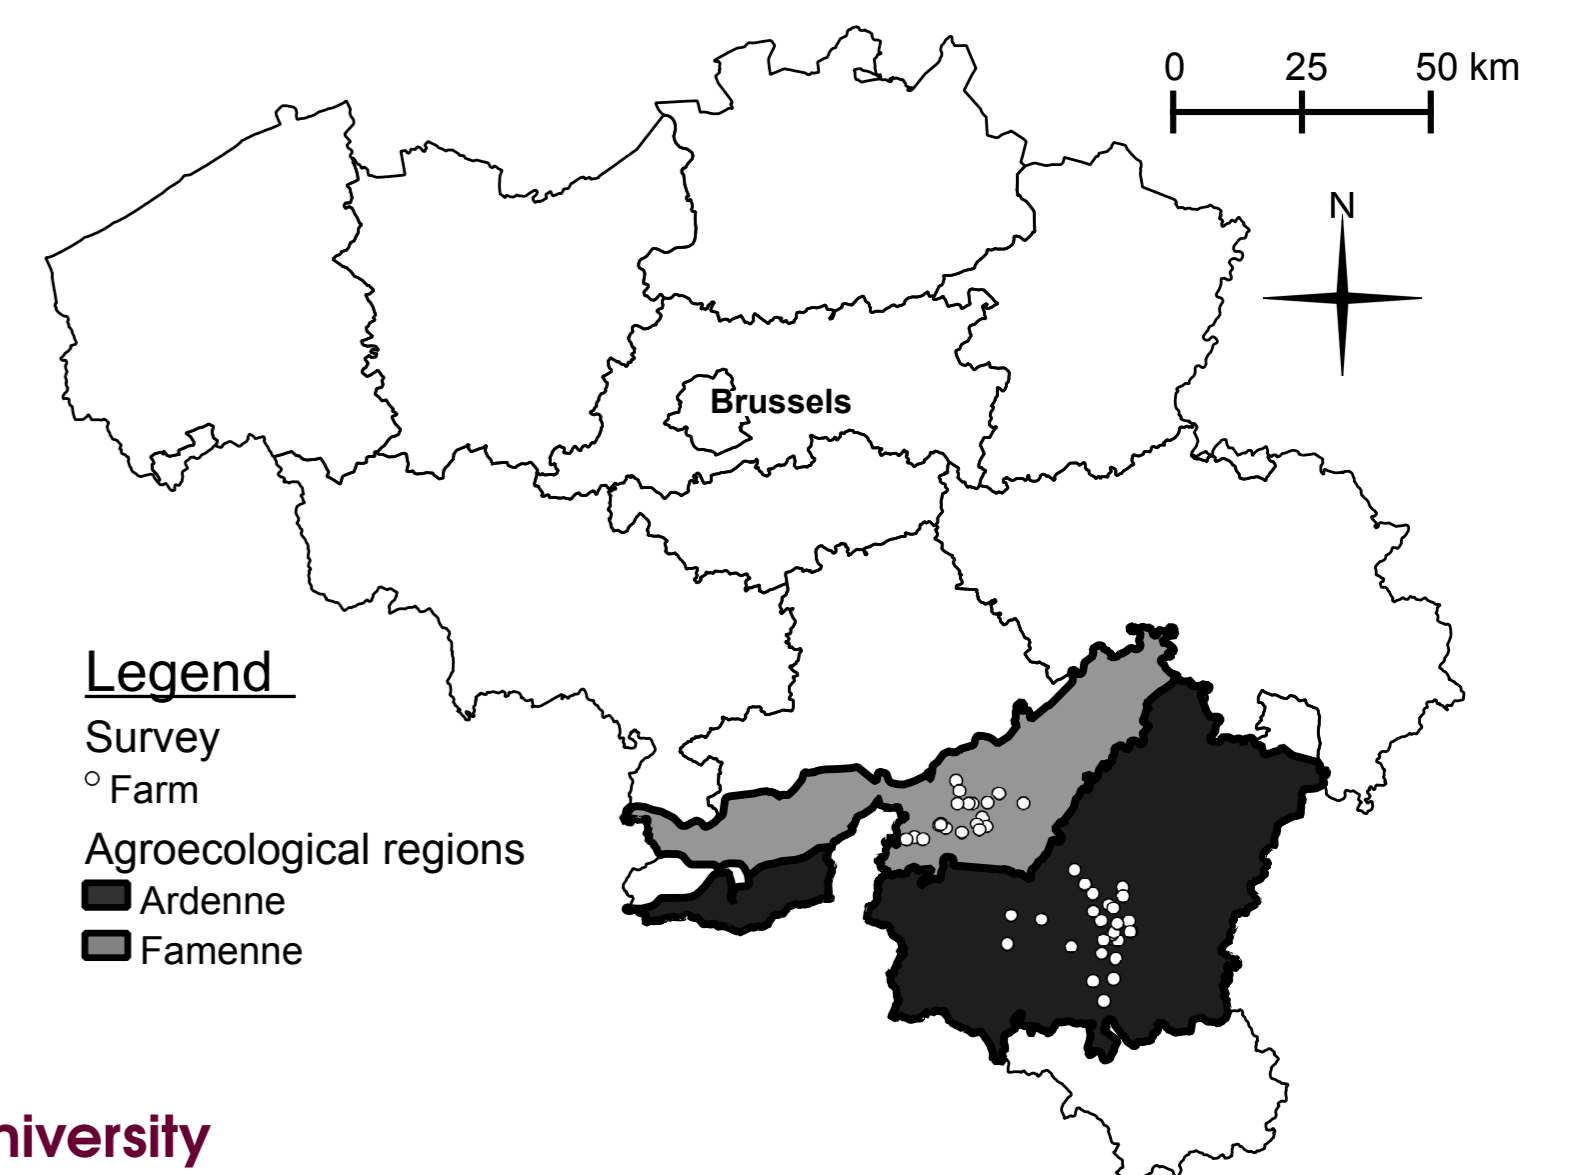 0 25 50 km
N
Brussels
Legend
Survey
Farm
Agroecological regions
Ardenne
Famenne
niversity